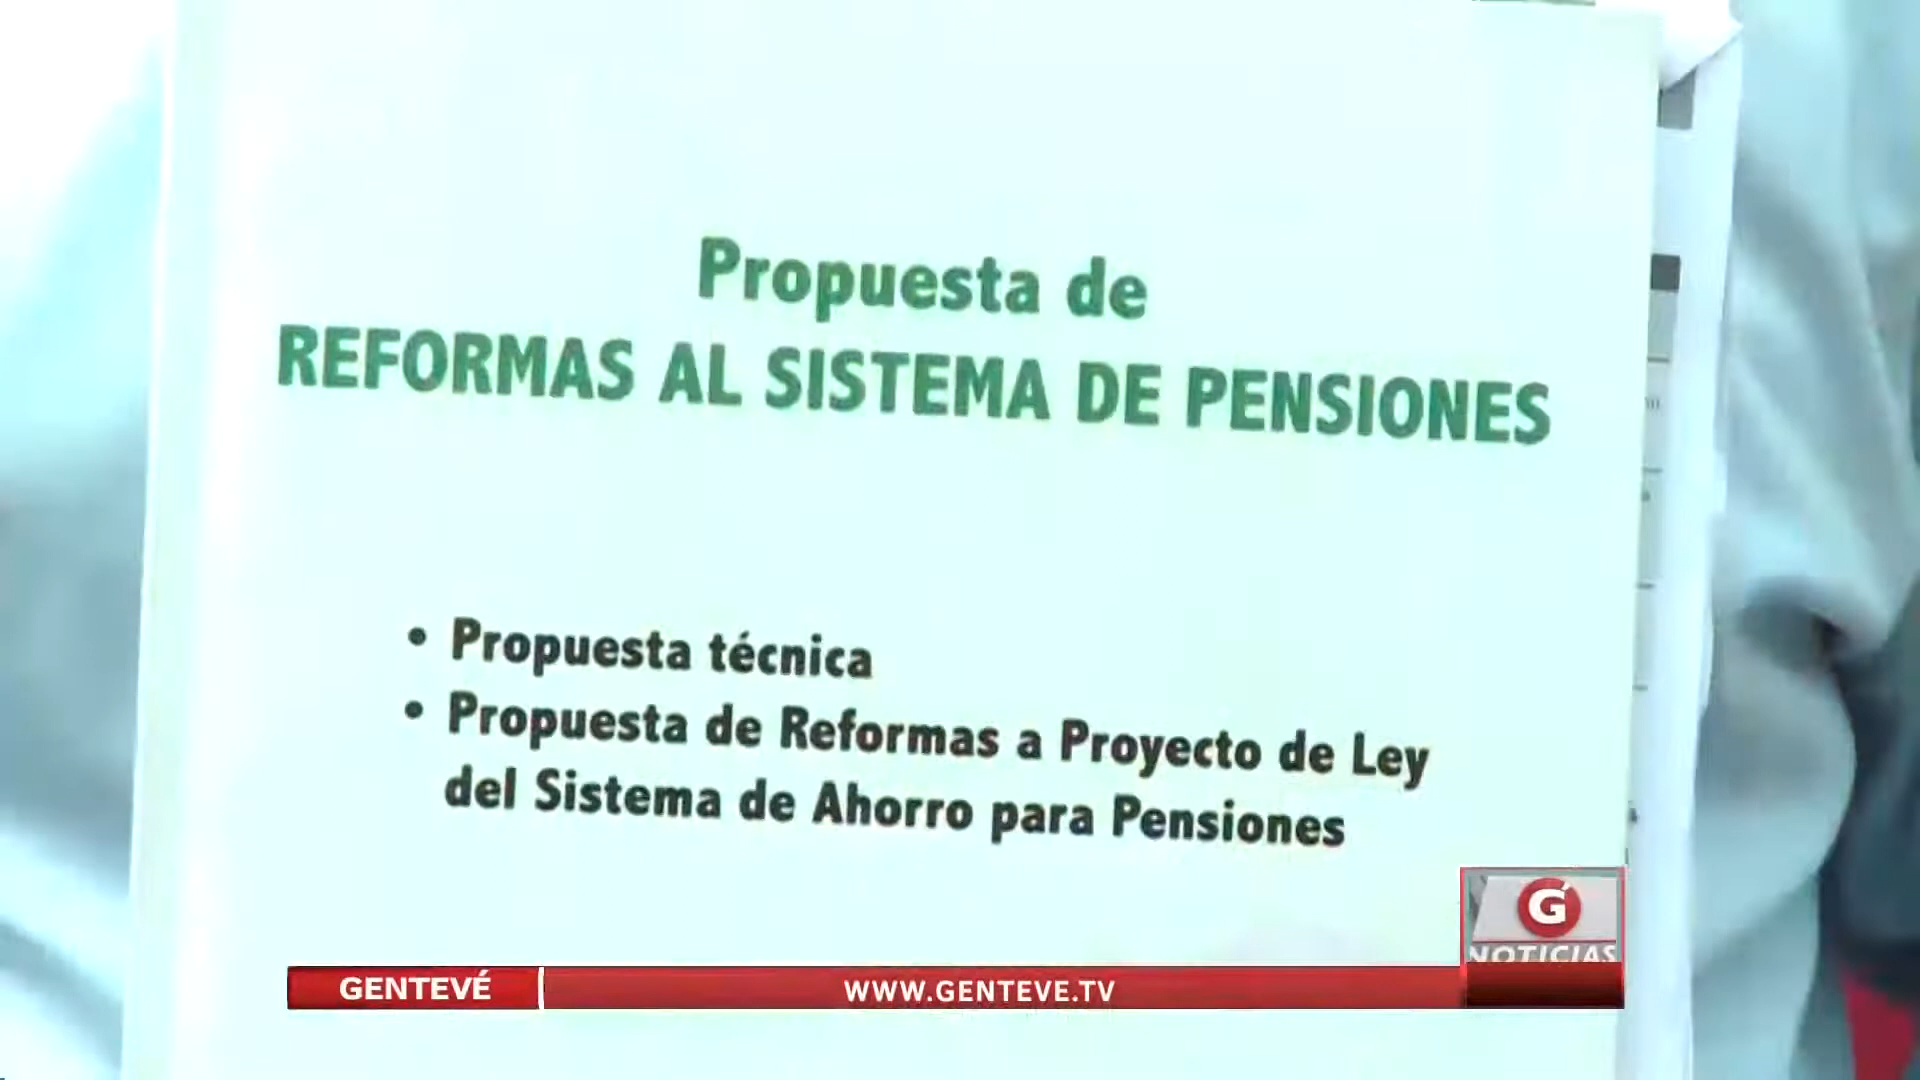 Propuesta de
REFORMAS AL SISTEMA DE PENSIONES
• Propuesta técnica
• Propuesta de Reformas a Proyecto de Ley
del Sistema de Ahorro para Pensiones
G
NOTICIAS
GENTEVÉ
WWW.GENTEVE.TV